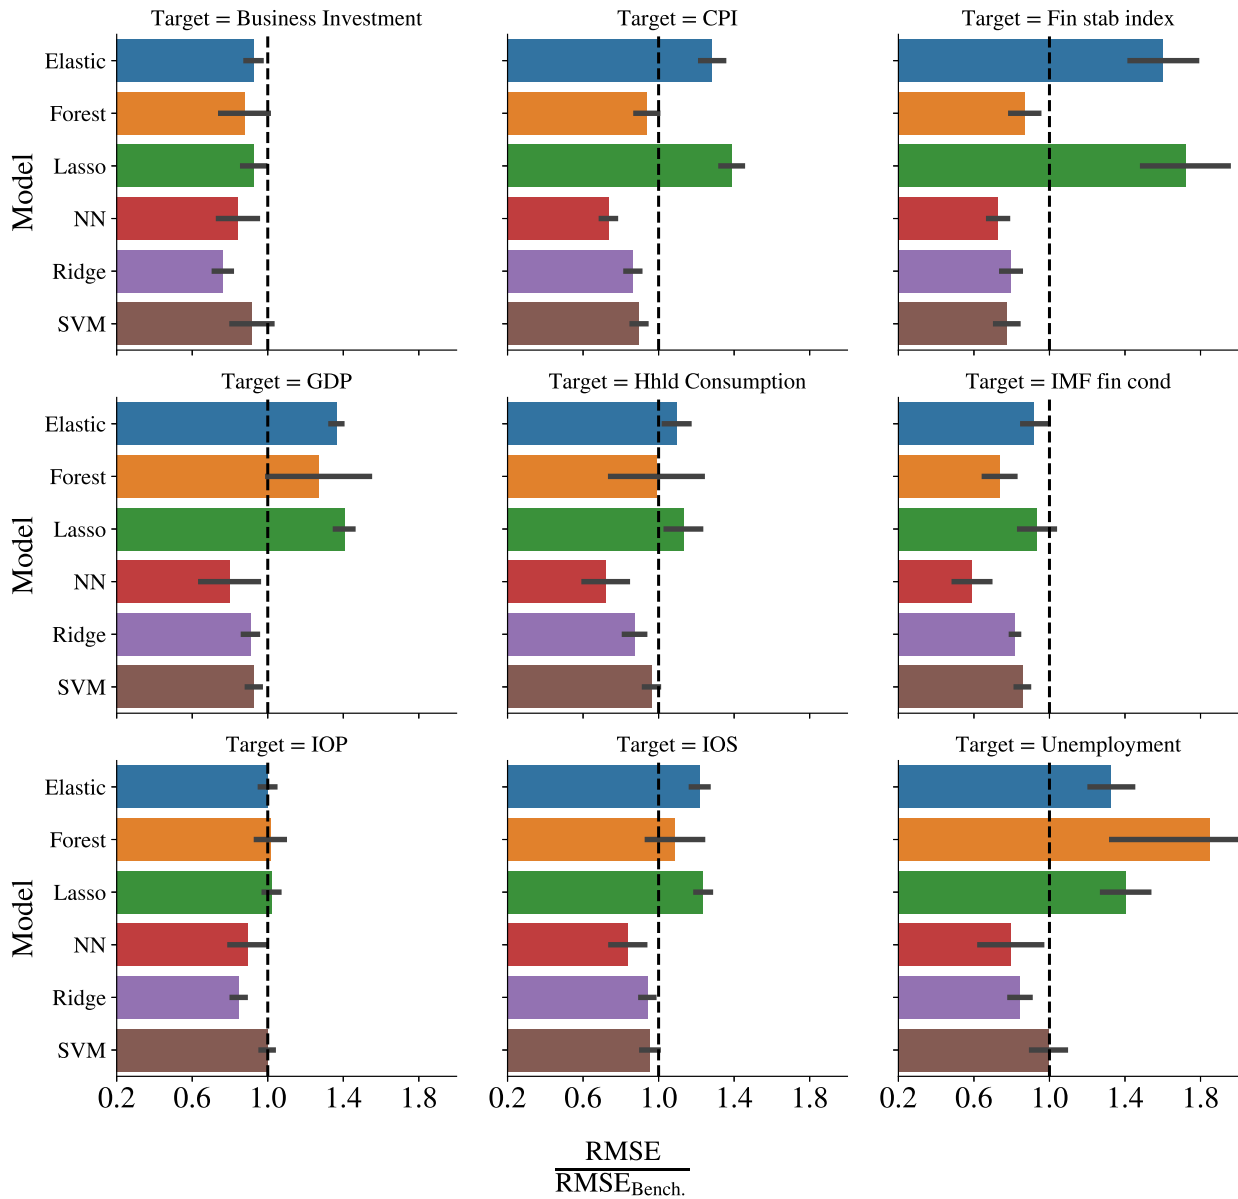 Target = Business Investment
Target = CPI
Target = Fin stab index
Model
Elastic
Forest
Lasso
NN
Ridge
SVM
Target = GDP
Target = Hhld Consumption
Target = IMF fin cond
Model
Elastic
Forest
Lasso
NN
Ridge
SVM
Target = IOP
Target = IOS
Target = Unemployment
Model
Elastic
Forest
Lasso
NN
Ridge
SVM
0.2 0.6 1.0 1.4 1.8
0.2 0.6 1.0 1.4 1.8
0.2 0.6 1.0 1.4 1.8
RMSE
RMSE Bench.